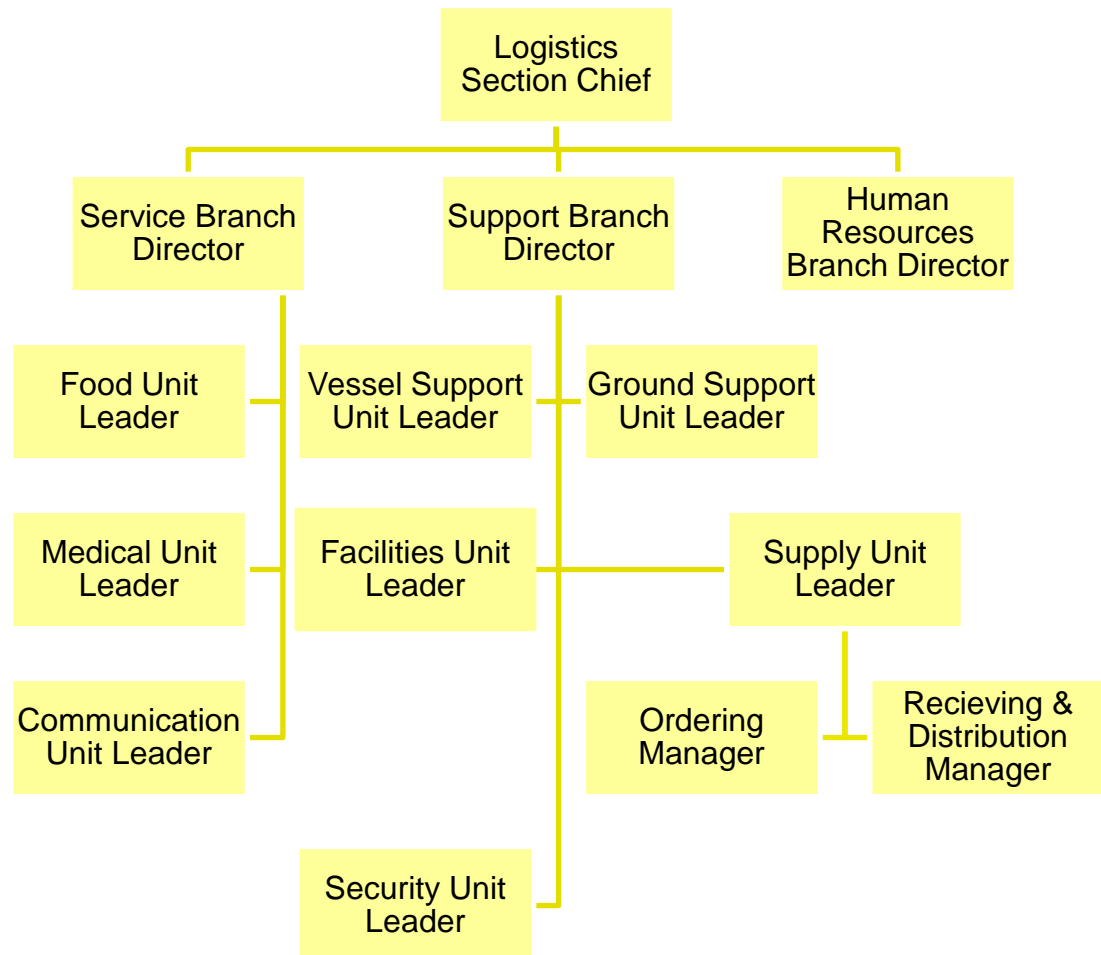 Logistics
Section Chief
Service Branch
Director
Support Branch
Director
Human
Resources
Branch Director
Food Unit
Leader
Vessel Support
Unit Leader
Ground Support
Unit Leader
Medical Unit
Leader
Facilities Unit
Leader
Supply Unit
Leader
Communication
Unit Leader
Ordering
Manager
Recieving &
Distribution
Manager
Security Unit
Leader